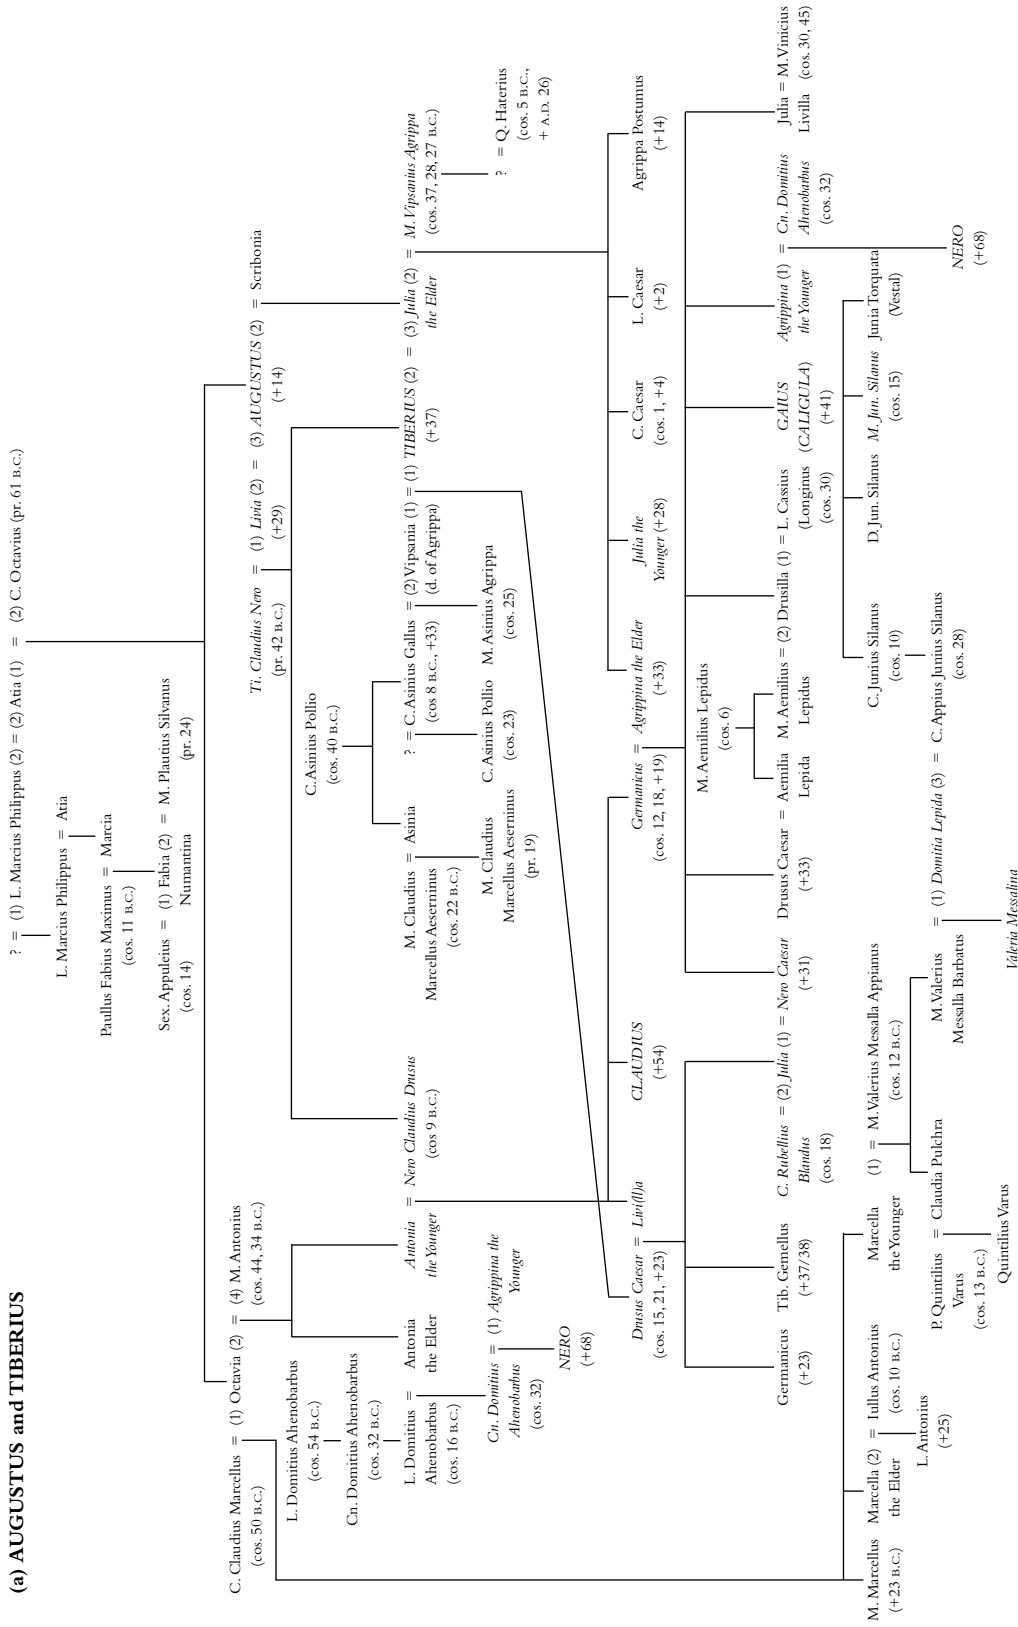 (a) AUGUSTUS and TIBERIUS
? = (1) L. Marcius Philippus (2) = (2) Atia (1) = (2) C. Octavius (pr. 61 B.C.)
L. Marcius Philippus = Atia
Paullus Fabius Maximus = Marcia
(cos. 11 B.C.)
Sex. Appuleius = (1) Fabia (2) = M. Plautius Silvanus
(cos. 14) Numantina (pr. 24)
C. Claudius Marcellus = (1) Octavia (2) = (4) M. Antonius
(cos. 50 B.C.) (cos. 44, 34 B.C.)
Ti. Claudius Nero = (1) Livia (2) = (3) AUGUSTUS (2) = Scribonia
(pr. 42 B.C.) (+29) (+14)
L. Domitius Ahenobarbus
(cos. 54 B.C.)
Cn. Domitius Ahenobarbus
(cos. 32 B.C.)
C. Asinius Pollio
(cos. 40 B.C.)
L. Domitius = Antonia
Ahenobarbus the Elder
(cos. 16 B.C.)
Antonia = Nero Claudius Drusus
the Younger (cos 9 B.C.)
M. Claudius = Asinia
Marcellus Aeserninus
(cos. 22 B.C.)
? = C. Asinius Gallus = (2) Vipsania (1) = (1) TIBERIUS (2) = (3) Julia (2) = M. Vipsanius Agrippa
(cos 8 B.C., +33) (d. of Agrippa) (+37) the Elder (cos. 37, 28, 27 B.C.)
Cn. Domitius = (1) Agrippina the
Ahenobarbus Younger
(cos. 32)
NERO
(+68)
M. Claudius
Marcellus Aeserninus
(pr. 19)
C. Asinius Pollio M. Asinius Agrippa
(cos. 23) (cos. 25)
? = Q. Haterius
(cos. 5 B.C.,
+ A.D. 26)
Drusus Caesar = Livi(ll)a
(cos. 15, 21, +23)
CLAUDIUS
(+54)
Germanicus = Agrippina the Elder
(cos. 12, 18, +19) (+33)
Julia the
Younger (+28)
C. Caesar
(cos. 1, +4)
L. Caesar
(+2)
Agrippa Postumus
(+14)
M. Aemilius Lepidus
(cos. 6)
Germanicus
(+23)
Tib. Gemellus
(+37/38)
C. Rubellius = (2) Julia (1) = Nero Caesar
Blandus (+31)
(cos. 18)
Drusus Caesar = Aemilia
(+33) Lepida
M. Aemilius = (2) Drusilla (1) = L. Cassius
Lepidus (Longinus
(cos. 30)
GAIUS
(CALIGULA)
(+41)
Agrippina (1) = Cn. Domitius
the Younger Ahenobarbus
(cos. 32)
Julia = M. Vinicius
Livilla (cos. 30, 45)
M. Marcellus
(+23 B.C.)
Marcella (2) = Iullus Antonius
the Elder (cos. 10 B.C.)
L. Antonius
(+25)
Marcella (1) = M. Valerius Messalla Appianus
the Younger (cos. 12 B.C.)
C. Junius Silanus
(cos. 10)
D. Jun. Silanus
M. Jun. Silanus
(cos. 15)
Junia Torquata
(Vestal)
NERO
(+68)
P. Quintilius = Claudia Pulchra
Varus
(cos. 13 B.C.)
M. Valerius = (1) Domitia Lepida (3) = C. Appius Junius Silanus
Messalla Barbatus (cos. 28)
Quintilius Varus
Valeria Messalina